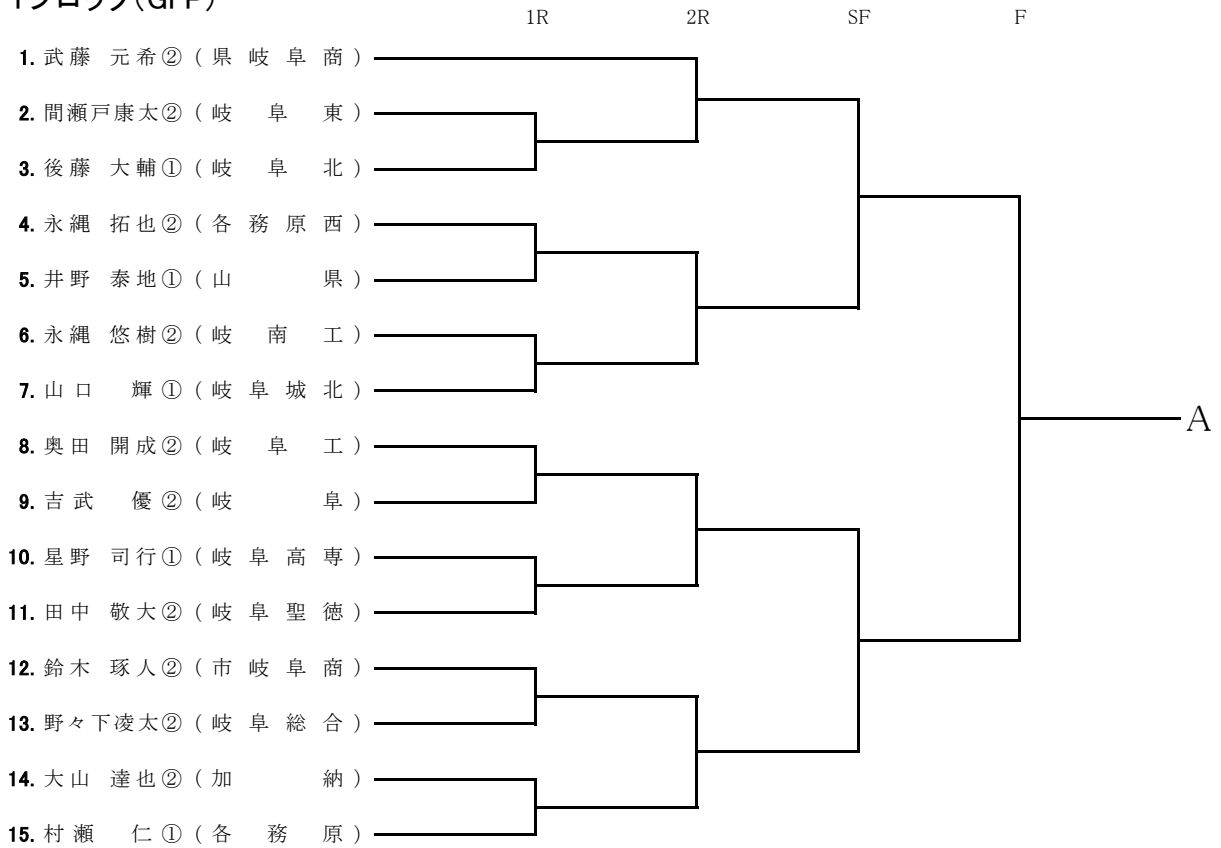 1ブロック(GFP)
1R 2R SF F
1. 武藤 元希②(県岐阜商)
2. 間瀬戸康太②(岐阜東)
3. 後藤 大輔①(岐阜北)
4. 永縄 拓也②(各務原西)
5. 井野 泰地①(山県)
6. 永縄 悠樹②(岐南工)
7. 山口 輝①(岐阜城北)
A
8. 奥田 開成②(岐阜工)
9. 吉武 優②(岐阜)
10. 星野 司行①(岐阜高専)
11. 田中 敬大②(岐阜聖徳)
12. 鈴木 琢人②(市岐阜商)
13. 野々下凌太②(岐阜総合)
14. 大山 達也②(加納)
15. 村瀬 仁①(各務原)